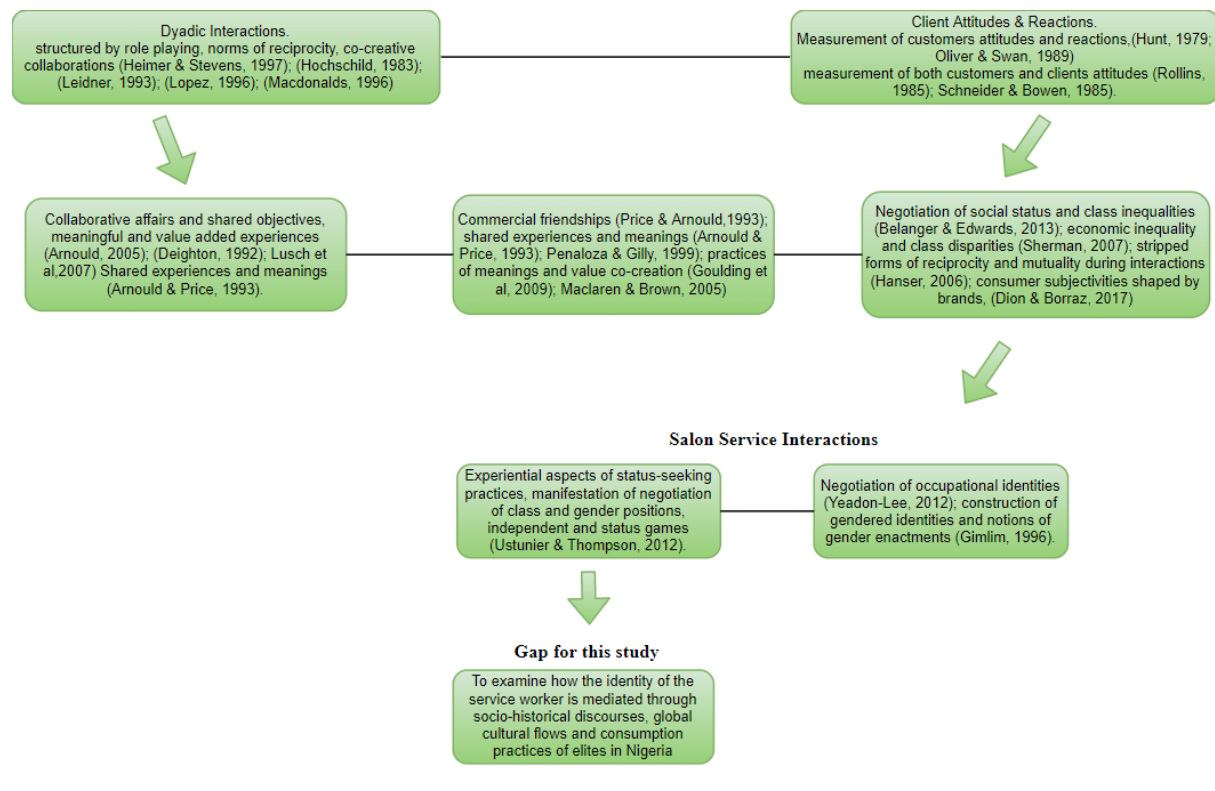 Dyadic Interactions.
structured by role playing, norms of reciprocity, co-creative
collaborations (Heimer & Stevens, 1997); (Hochschild, 1983);
(Leidner, 1993); (Lopez, 1996); (Macdonalds, 1996)
Client Attitudes & Reactions.
Measurement of customers attitudes and reactions,(Hunt, 1979;
Oliver & Swan, 1989)
measurement of both customers and clients attitudes (Rollins,
1985); Schneider & Bowen, 1985).
Collaborative affairs and shared objectives,
meaningful and value added experiences
(Arnould, 2005); (Deighton, 1992); Lusch et
al,2007) Shared experiences and meanings
(Arnould & Price, 1993).
Commercial friendships (Price & Arnould,1993);
shared experiences and meanings (Arnould &
Price, 1993); Penaloza & Gilly, 1999); practices
of meanings and value co-creation (Goulding et
al, 2009); Maclaren & Brown, 2005)
Negotiation of social status and class inequalities
(Belanger & Edwards, 2013); economic inequality
and class disparities (Sherman, 2007); stripped
forms of reciprocity and mutuality during interactions
(Hanser, 2006); consumer subjectivities shaped by
brands, (Dion & Borraz, 2017)
Salon Service Interactions
Experiential aspects of status-seeking
practices, manifestation of negotiation
of class and gender positions,
independent and status games
(Ustunier & Thompson, 2012).
Negotiation of occupational identities
(Yeadon-Lee, 2012); construction of
gendered identities and notions of
gender enactments (Gimlim, 1996).
Gap for this study
To examine how the identity of the
service worker is mediated through
socio-historical discourses, global
cultural flows and consumption
practices of elites in Nigeria